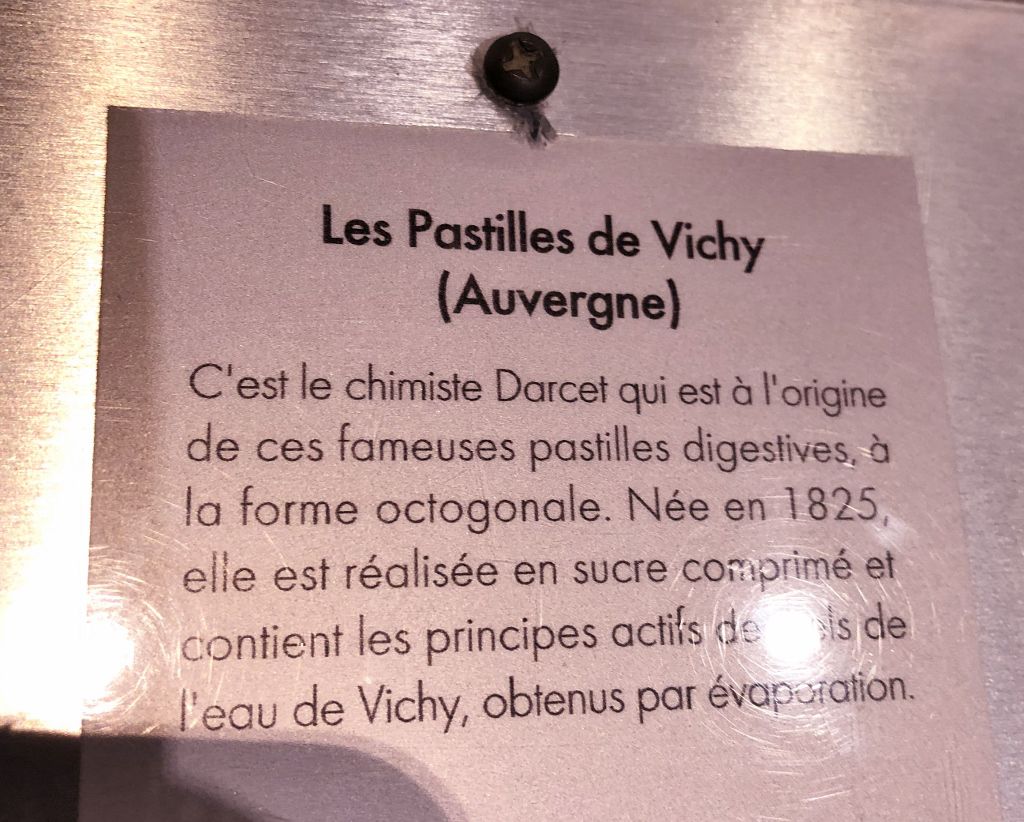 Les Pastilles de Vichy
(Auvergne)
C'est le chimiste Darcet qui est à l'origine
de ces fameuses pastilles digestives, à
la forme octogonale. Née en 1825,
elle est réalisée en sucre comprimé et
contient les principes actifs de
l'eau de Vichy, obtenus par évaporation.